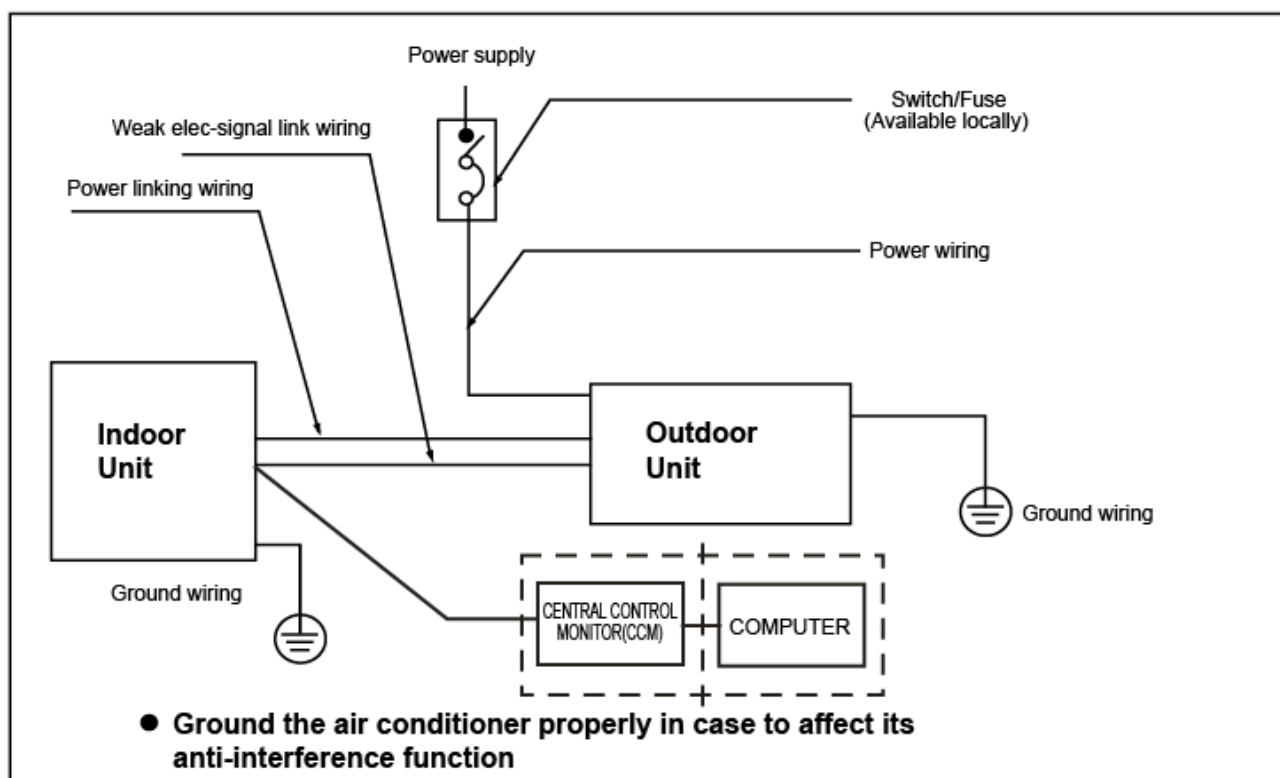 Power supply
Switch/Fuse
(Available locally)
Weak elec-signal link wiring
Power linking wiring
Power wiring
Indoor
Unit
Outdoor
Unit
Ground wiring
Ground wiring
CENTRAL CONTROL
MONITOR(CCM)
COMPUTER
● Ground the air conditioner properly in case to affect its
anti-interference function